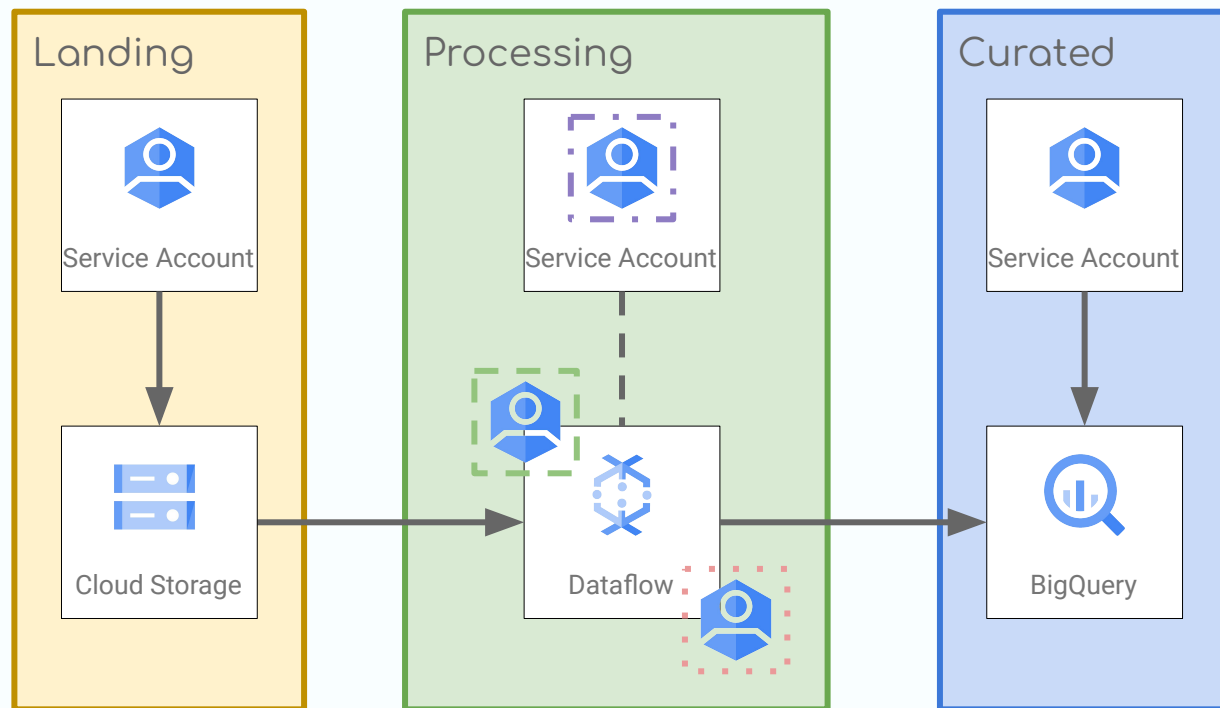 Landing
Processing
Curated
Service Account
Service Account
Service Account
Cloud Storage
Dataflow
BigQuery